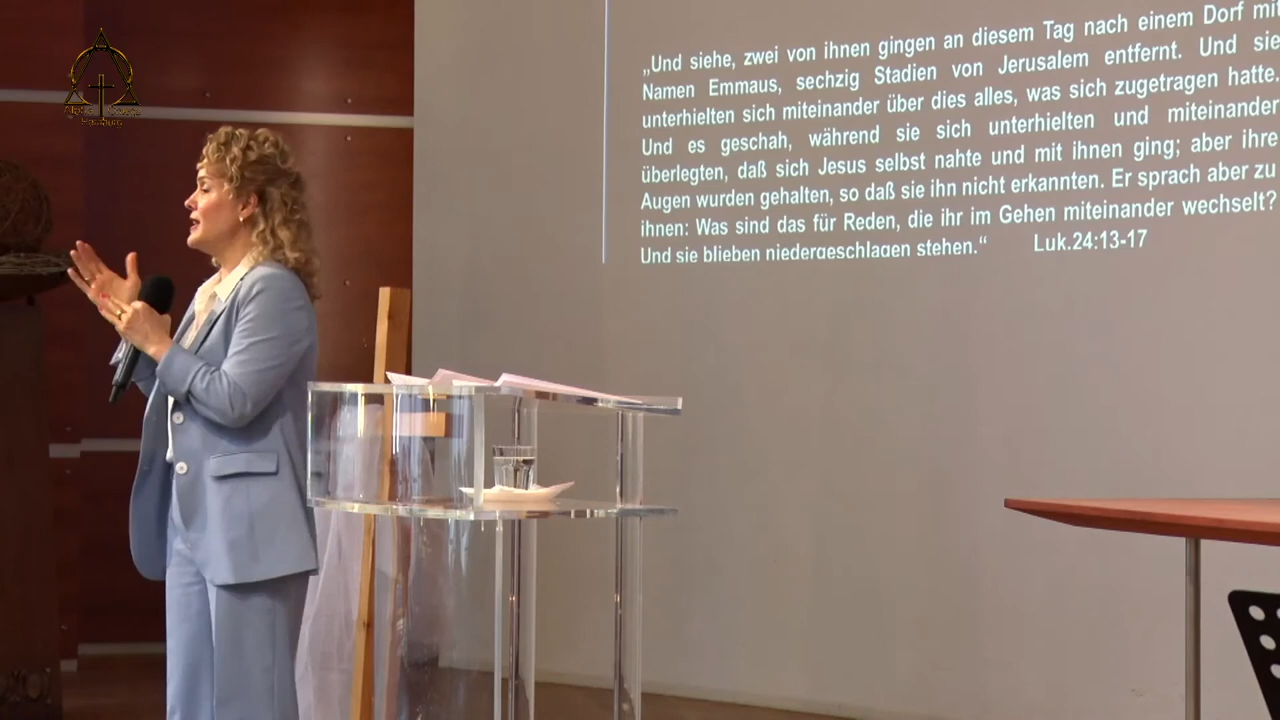 „Und siehe, zwei von ihnen gingen an diesem Tag nach einem Dorf mit
Namen Emmaus, sechzig Stadien von Jerusalem entfernt. Und sie
unterhielten sich miteinander über dies alles, was sich zugetragen hatte.
Und es geschah, während sie sich unterhielten und miteinander
überlegten, daß sich Jesus selbst nahte und mit ihnen ging; aber ihre
Augen wurden gehalten, so daß sie ihn nicht erkannten. Er sprach aber zu
ihnen: Was sind das für Reden, die ihr im Gehen miteinander wechselt?
Und sie blieben niedergeschlagen stehen.“ Luk.24:13-17
Hamburg